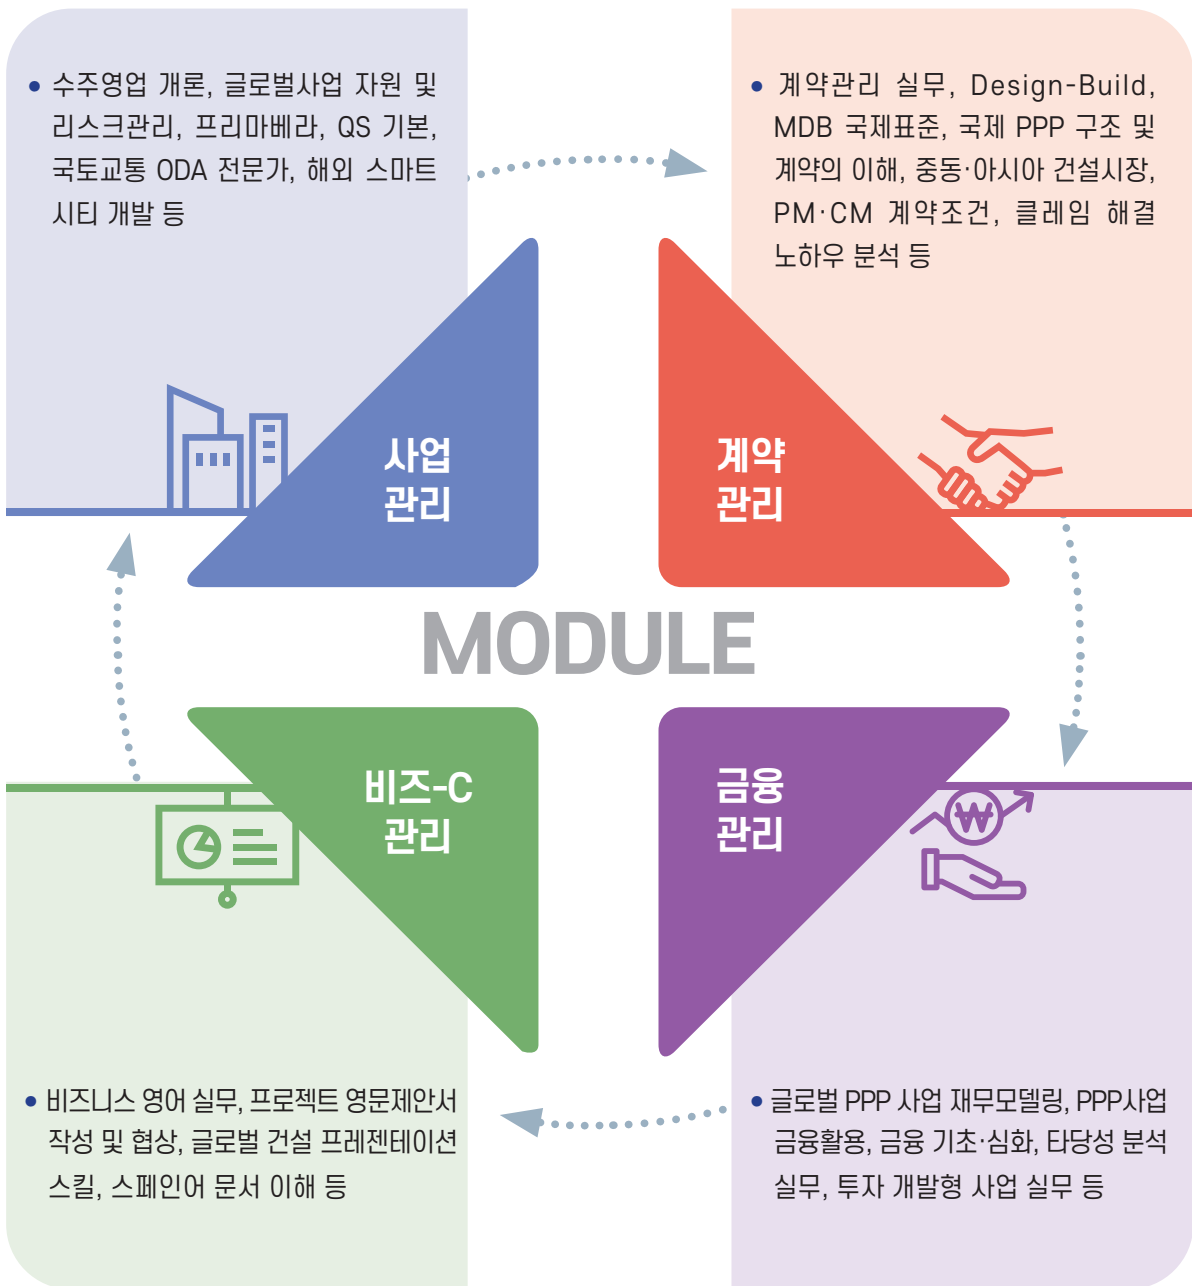 • 수주영업 개론, 글로벌사업 자원 및
리스크관리, 프리마베라, QS 기본,
국토교통 ODA 전문가, 해외 스마트
시티 개발 등
• 계약관리 실무, Design-Build,
MDB 국제표준, 국제 PPP 구조 및
계약의 이해, 중동·아시아 건설시장,
PM·CM 계약조건, 클레임 해결
노하우 분석 등
사업
관리
계약
관리
MODULE
비즈-C
관리
금융
관리
₩
• 비즈니스 영어 실무, 프로젝트 영문제안서
작성 및 협상, 글로벌 건설 프레젠테이션
스킬, 스페인어 문서 이해 등
• 글로벌 PPP 사업 재무모델링, PPP사업
금융활용, 금융 기초·심화, 타당성 분석
실무, 투자 개발형 사업 실무 등